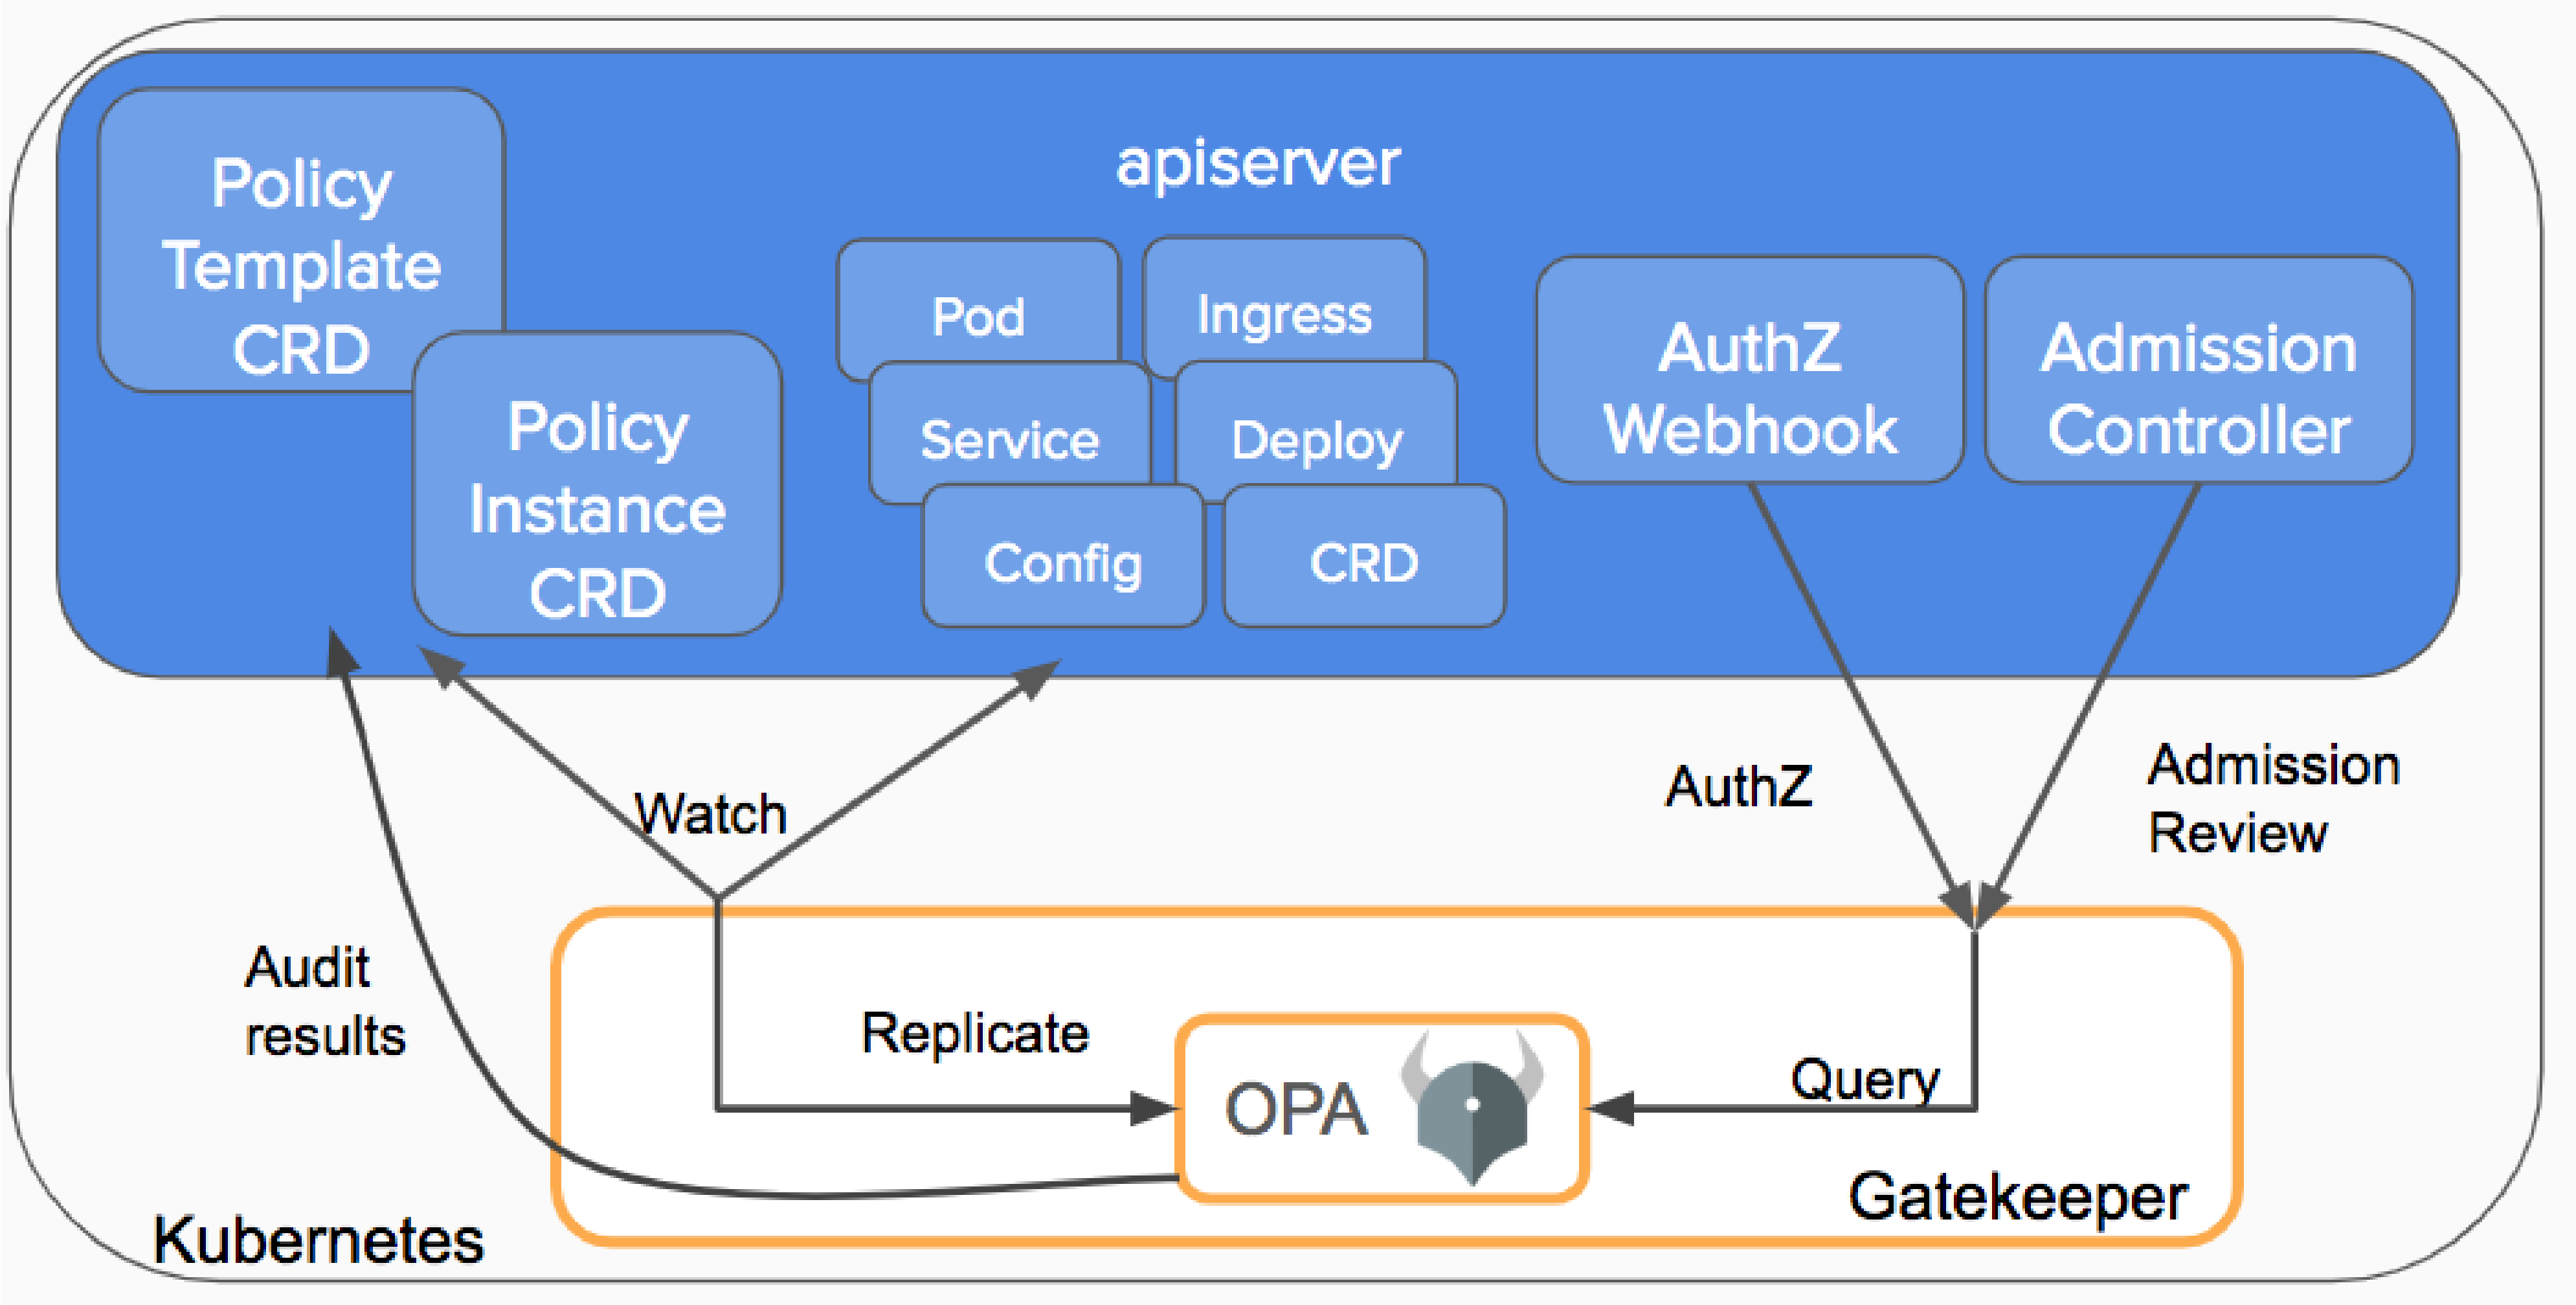 apiserver
Policy
Template
CRD
Policy
Instance
CRD
Pod
Ingress
Service
Deploy
Config
CRD
AuthZ
Webhook
Admission
Controller
Watch
AuthZ
Admission
Review
Audit
results
Replicate
OPA
Query
Gatekeeper
Kubernetes